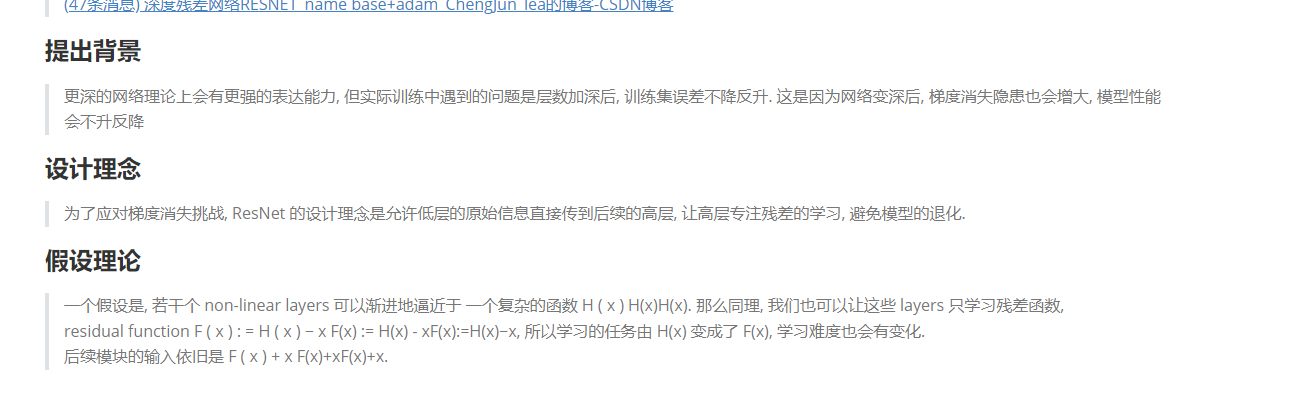 (47条消息) 深度残差网络RESNET_name base+adam_ChengJun_lea的博客-CSDN博客
提出背景
更深的网络理论上会有更强的表达能力, 但实际训练中遇到的问题是层数加深后, 训练集误差不降反升. 这是因为网络变深后, 梯度消失隐患也会增大, 模型性能
会不升反降
设计理念
为了应对梯度消失挑战, ResNet 的设计理念是允许低层的原始信息直接传到后续的高层, 让高层专注残差的学习, 避免模型的退化.
假设理论
一个假设是, 若干个 non-linear layers 可以渐进地逼近于 一个复杂的函数 H ( x ) H(x)H(x). 那么同理, 我们也可以让这些 layers 只学习残差函数,
residual function F ( x ) : = H ( x ) − x F(x) := H(x) - xF(x):=H(x)−x, 所以学习的任务由 H(x) 变成了 F(x), 学习难度也会有变化.
后续模块的输入依旧是 F ( x ) + x F(x)+xF(x)+x.